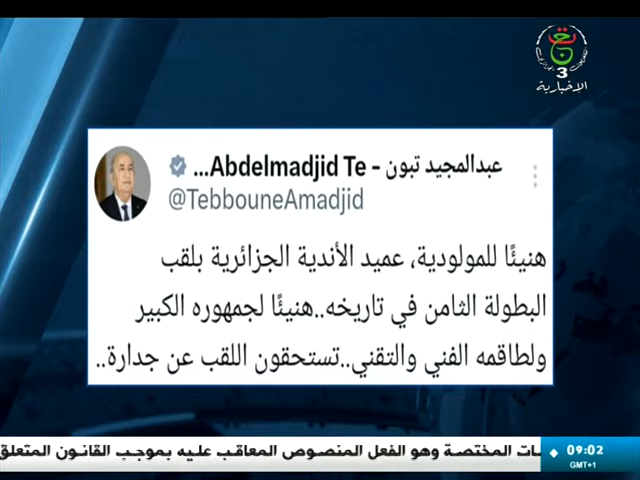 3
الإخبارية
عبدالمجيد تبون - Abdelmadjid Te...
@TebbouneAmadjid
هنيئًا للمولودية، عميد الأندية الجزائرية بلقب
البطولة الثامن في تاريخه..هنيئًا لجمهوره الكبير
ولطاقمه الفني والتقني..تستحقون اللقب عن جدارة..
ـات المختصة وهو الفعل المنصوص المعاقب عليه بموجب القانون المتعلق
09:02
GMT+1